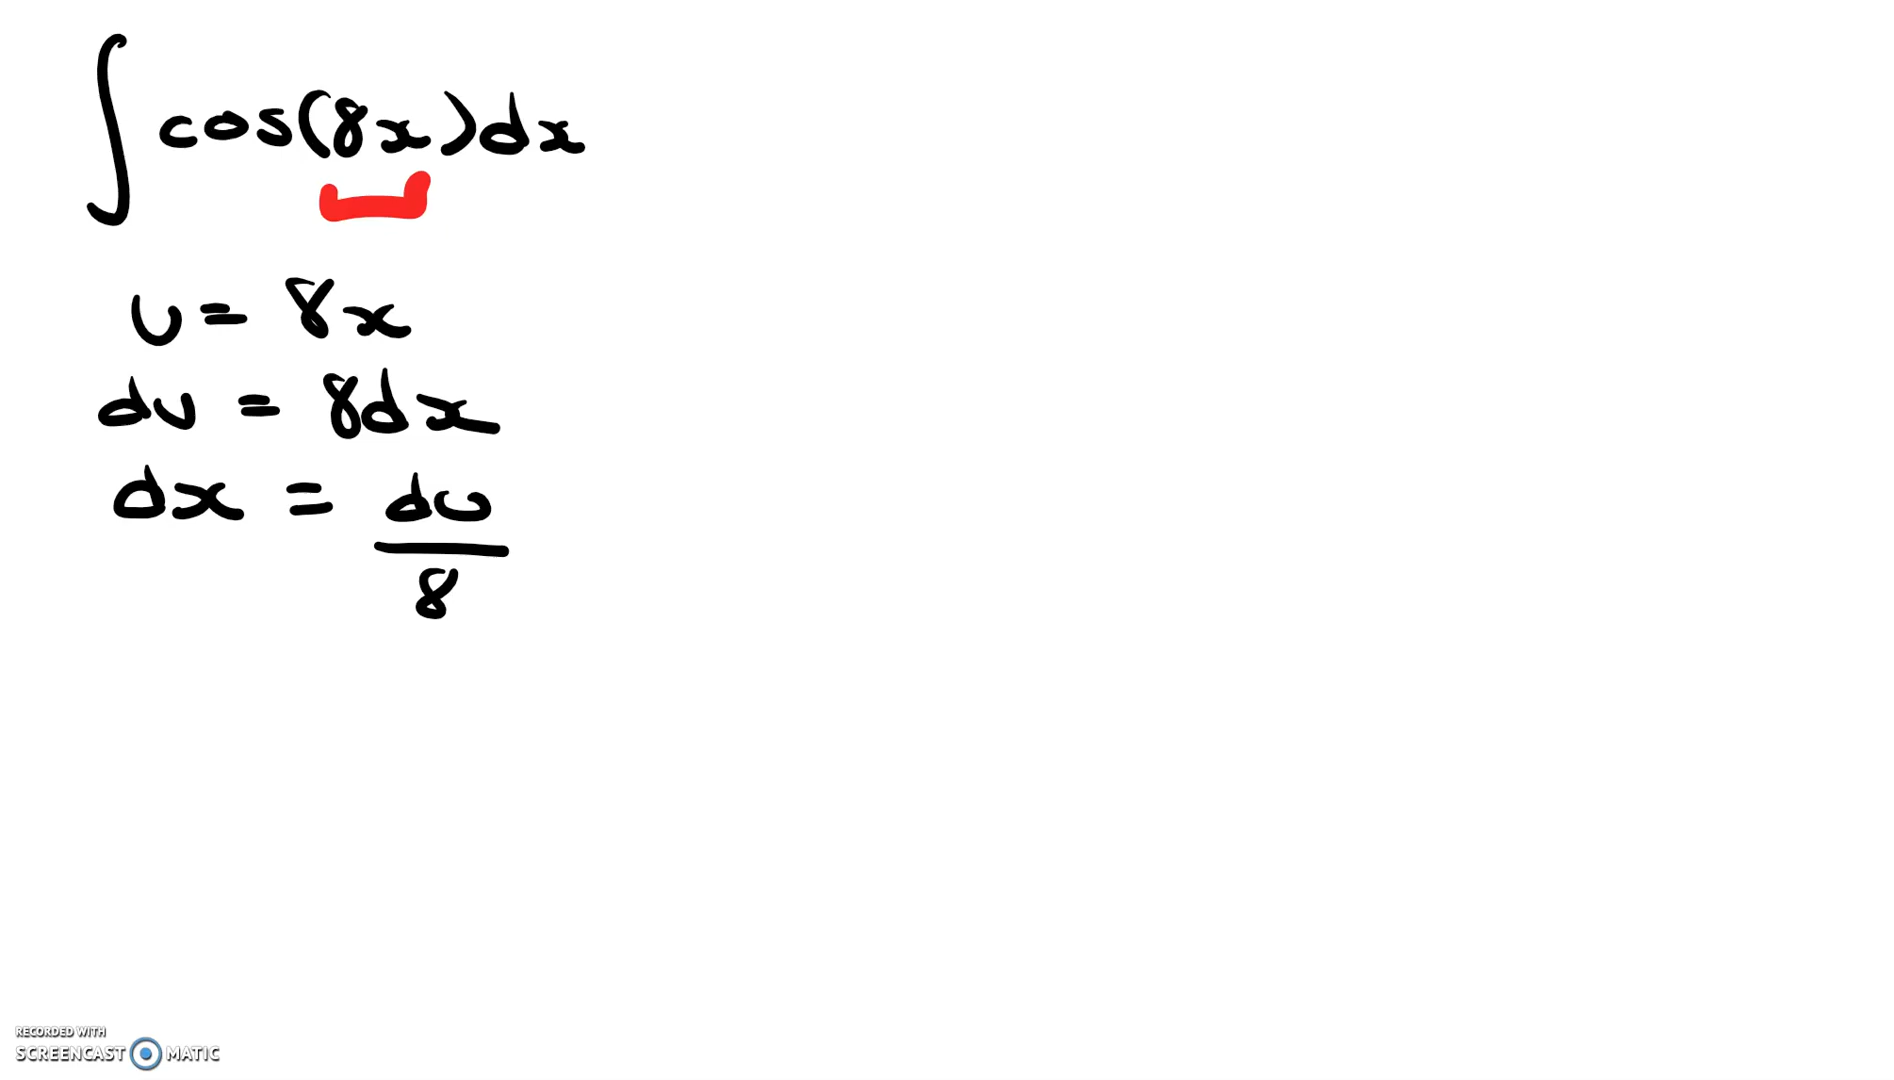 ∫ cos(8x)dx
u = 8x
du = 8dx
dx = du/8
RECORDED WITH
SCREENCAST MATIC